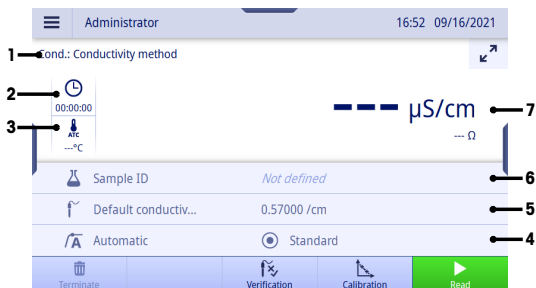 Administrator 16:52 09/16/2021
1 Cond.: Conductivity method
2 00:00:00
3 ATC
---°C
--- µS/cm 7
--- Ω
Sample ID Not defined 6
Default conductiv... 0.57000 /cm 5
A Automatic Standard 4
Terminate Verification Calibration Read